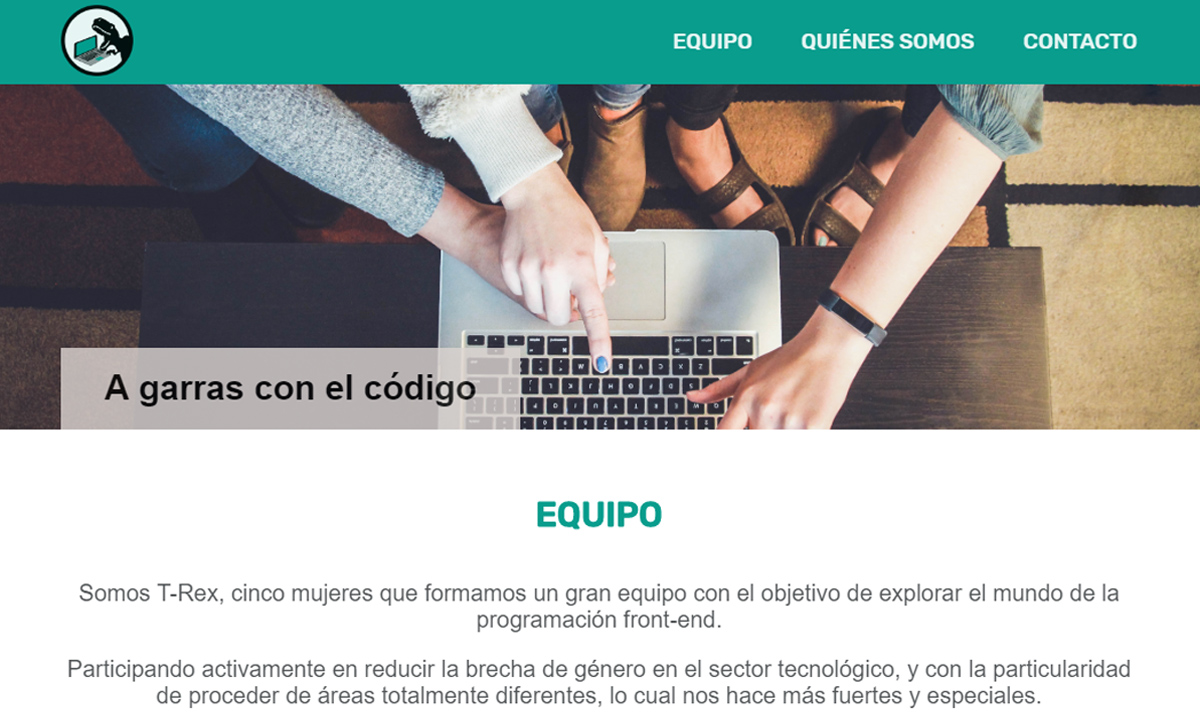 EQUIPO QUIÉNES SOMOS CONTACTO
A garras con el código
EQUIPO
Somos T-Rex, cinco mujeres que formamos un gran equipo con el objetivo de explorar el mundo de la
programación front-end.
Participando activamente en reducir la brecha de género en el sector tecnológico, y con la particularidad
de proceder de áreas totalmente diferentes, lo cual nos hace más fuertes y especiales.